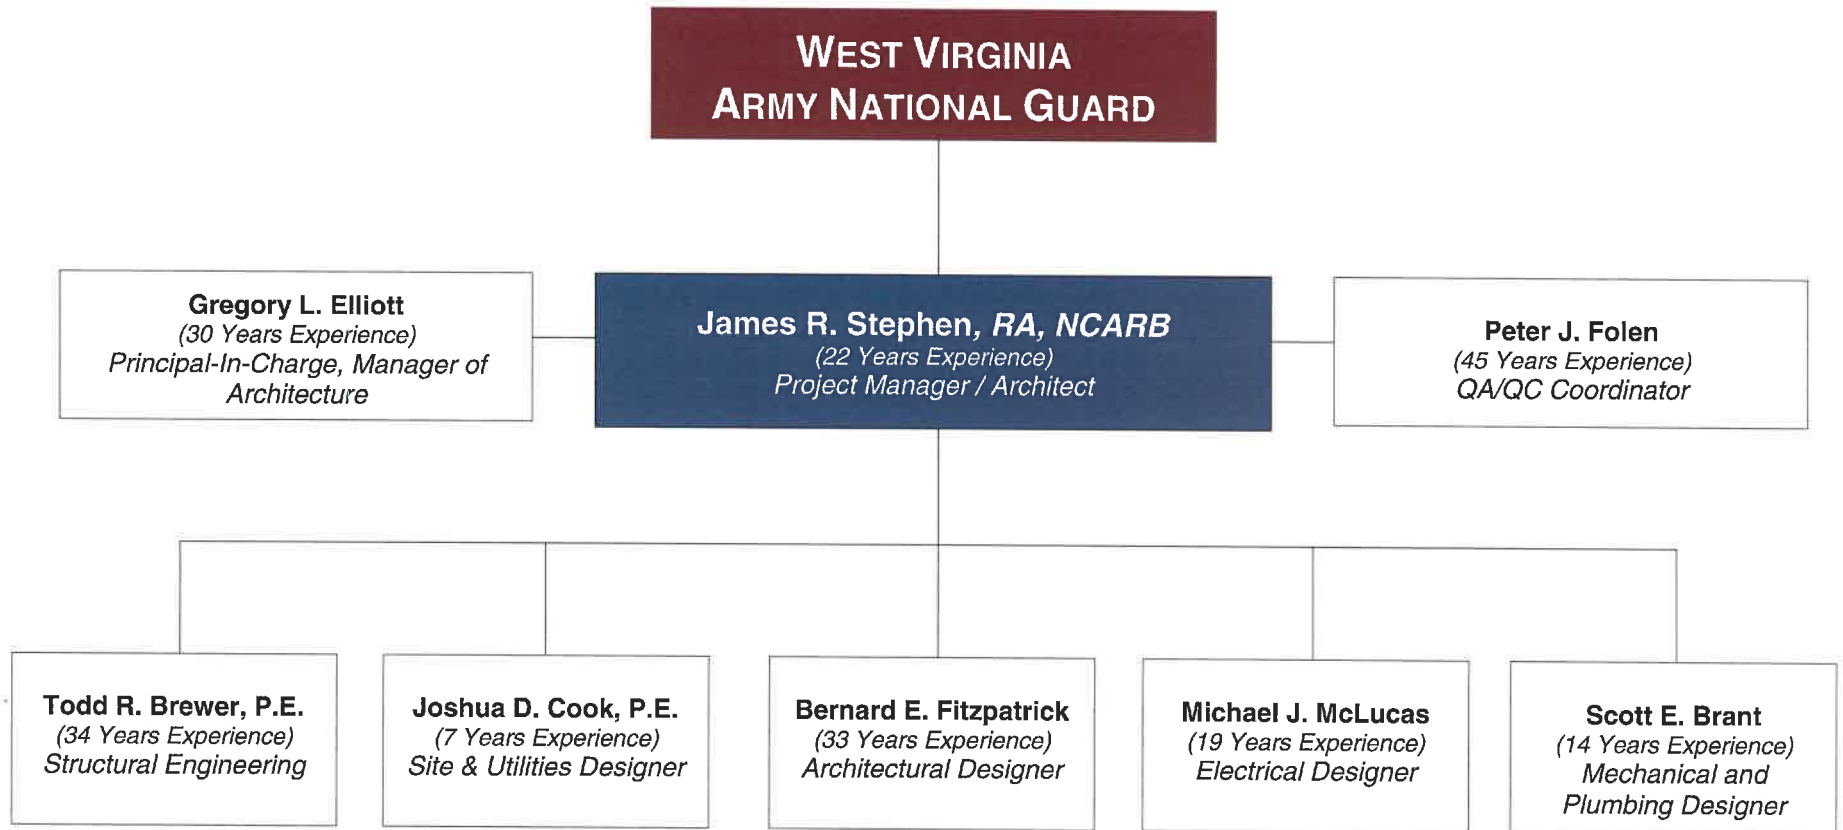 WEST VIRGINIA
ARMY NATIONAL GUARD
Gregory L. Elliott
(30 Years Experience)
Principal-In-Charge, Manager of
Architecture
James R. Stephen, RA, NCARB
(22 Years Experience)
Project Manager / Architect
Peter J. Folen
(45 Years Experience)
QA/QC Coordinator
Todd R. Brewer, P.E.
(34 Years Experience)
Structural Engineering
Joshua D. Cook, P.E.
(7 Years Experience)
Site & Utilities Designer
Bernard E. Fitzpatrick
(33 Years Experience)
Architectural Designer
Michael J. McLucas
(19 Years Experience)
Electrical Designer
Scott E. Brant
(14 Years Experience)
Mechanical and
Plumbing Designer